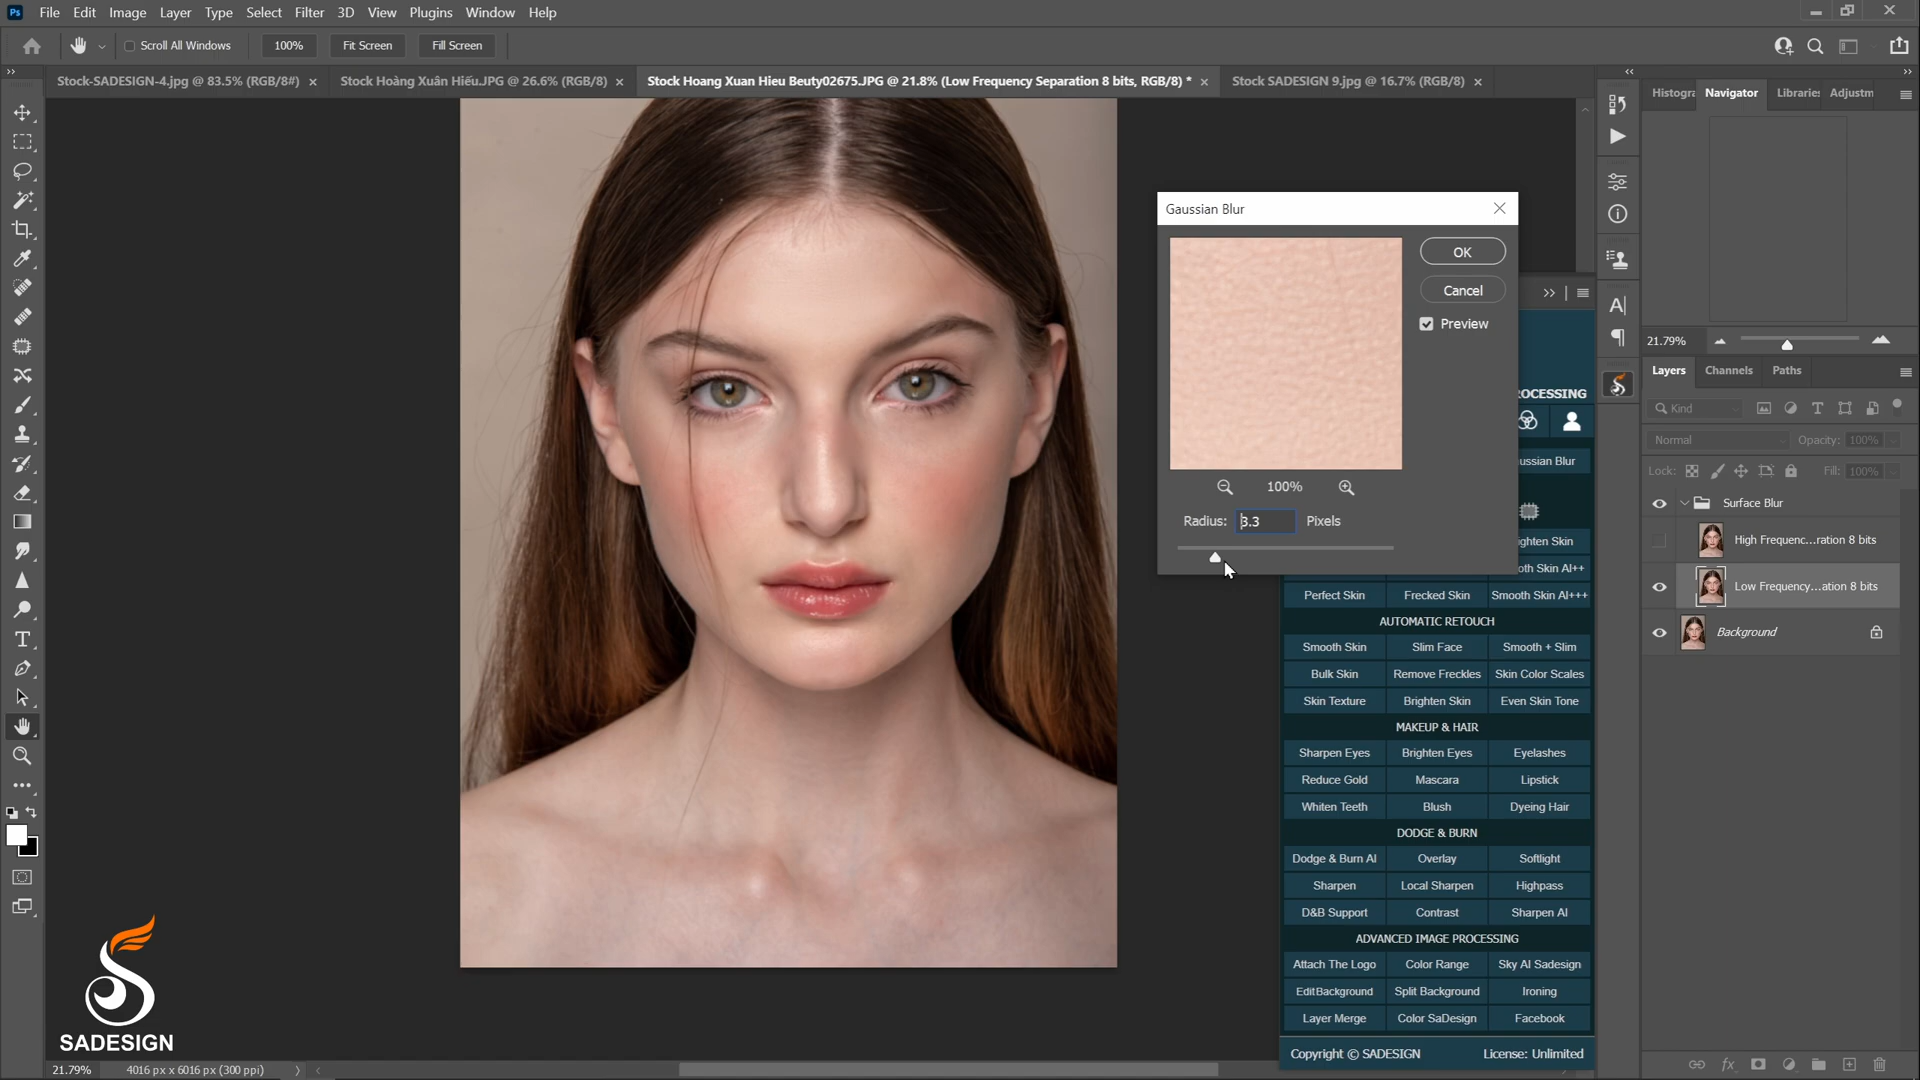 Ps File Edit Image Layer Type Select Filter 3D View Plugins Window Help
Scroll All Windows 100% Fit Screen Fill Screen
Stock-SADESIGN-4.jpg @ 83.5% (RGB/8#) × Stock Hoàng Xuân Hiếu.JPG @ 26.6% (RGB/8) × Stock Hoang Xuan Hieu Beuty02675.JPG @ 21.8% (Low Frequency Separation 8 bits, RGB/8) * × Stock SADESIGN 9.jpg @ 16.7% (RGB/8) ×
Histogra Navigator Librarie Adjustm
Gaussian Blur
OK
Cancel
Preview
100%
Radius: 3.3 Pixels
21.79%
Layers Channels Paths
Kind
Normal Opacity: 100%
Lock: Fill: 100%
Surface Blur
High Frequenc...ration 8 bits
Low Frequency...ation 8 bits
Background
OCESSING
ussian Blur
ighten Skin
oth Skin AI++
Perfect Skin Frecked Skin Smooth Skin AI+++
AUTOMATIC RETOUCH
Smooth Skin Slim Face Smooth + Slim
Bulk Skin Remove Freckles Skin Color Scales
Skin Texture Brighten Skin Even Skin Tone
MAKEUP & HAIR
Sharpen Eyes Brighten Eyes Eyelashes
Reduce Gold Mascara Lipstick
Whiten Teeth Blush Dyeing Hair
DODGE & BURN
Dodge & Burn AI Overlay Softlight
Sharpen Local Sharpen Highpass
D&B Support Contrast Sharpen AI
ADVANCED IMAGE PROCESSING
Attach The Logo Color Range Sky AI Sadesign
EditBackground Split Background Ironing
Layer Merge Color SaDesign Facebook
Copyright © SADESIGN License: Unlimited
SADESIGN
21.79% 4016 px x 6016 px (300 ppi)